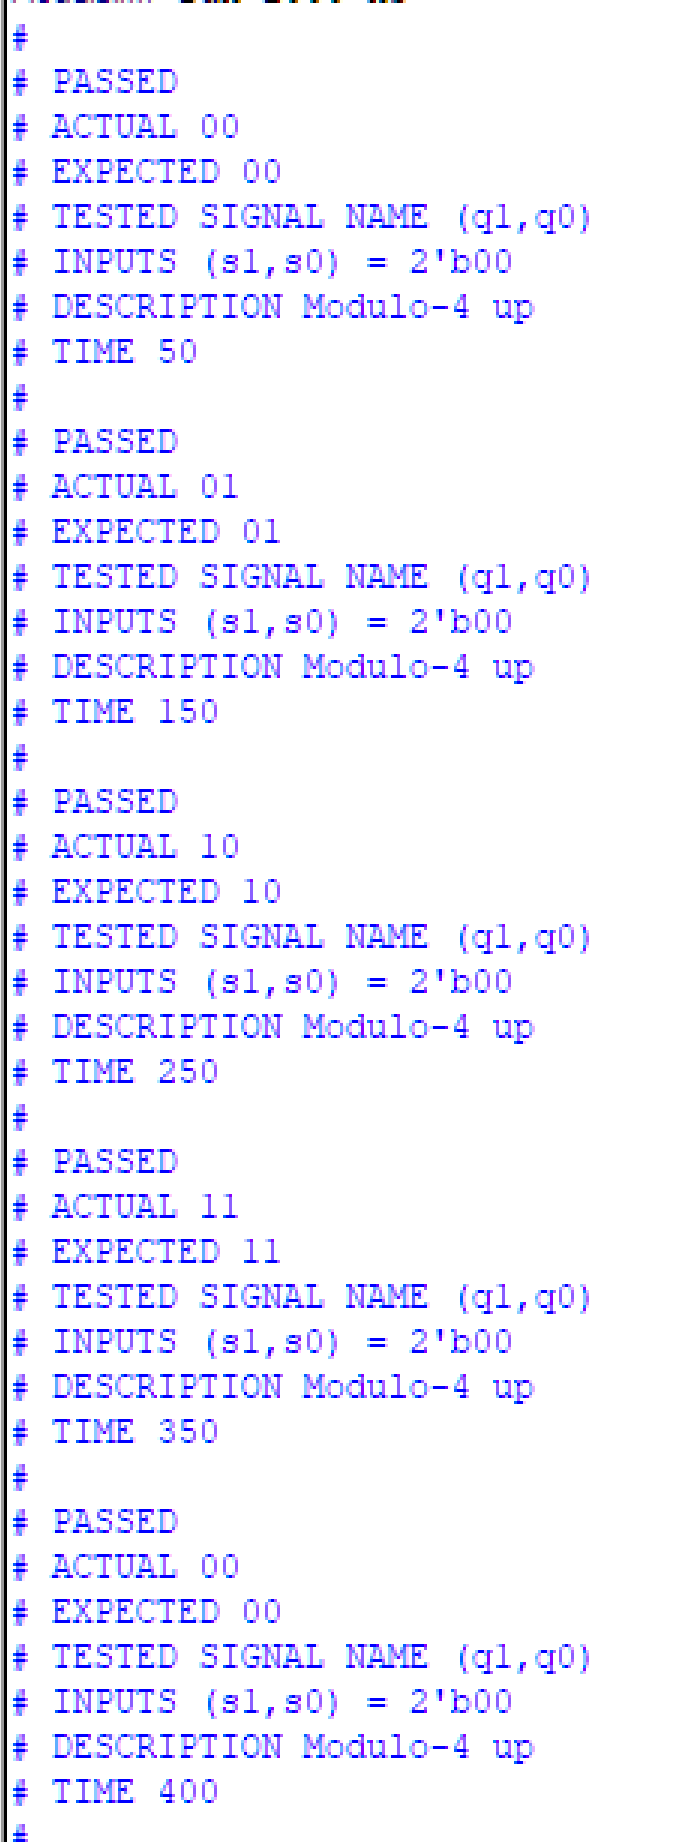 #
# PASSED
# ACTUAL 00
# EXPECTED 00
# TESTED SIGNAL NAME (q1,q0)
# INPUTS (s1,s0) = 2'b00
# DESCRIPTION Modulo-4 up
# TIME 50
#
# PASSED
# ACTUAL 01
# EXPECTED 01
# TESTED SIGNAL NAME (q1,q0)
# INPUTS (s1,s0) = 2'b00
# DESCRIPTION Modulo-4 up
# TIME 150
#
# PASSED
# ACTUAL 10
# EXPECTED 10
# TESTED SIGNAL NAME (q1,q0)
# INPUTS (s1,s0) = 2'b00
# DESCRIPTION Modulo-4 up
# TIME 250
#
# PASSED
# ACTUAL 11
# EXPECTED 11
# TESTED SIGNAL NAME (q1,q0)
# INPUTS (s1,s0) = 2'b00
# DESCRIPTION Modulo-4 up
# TIME 350
#
# PASSED
# ACTUAL 00
# EXPECTED 00
# TESTED SIGNAL NAME (q1,q0)
# INPUTS (s1,s0) = 2'b00
# DESCRIPTION Modulo-4 up
# TIME 400
#